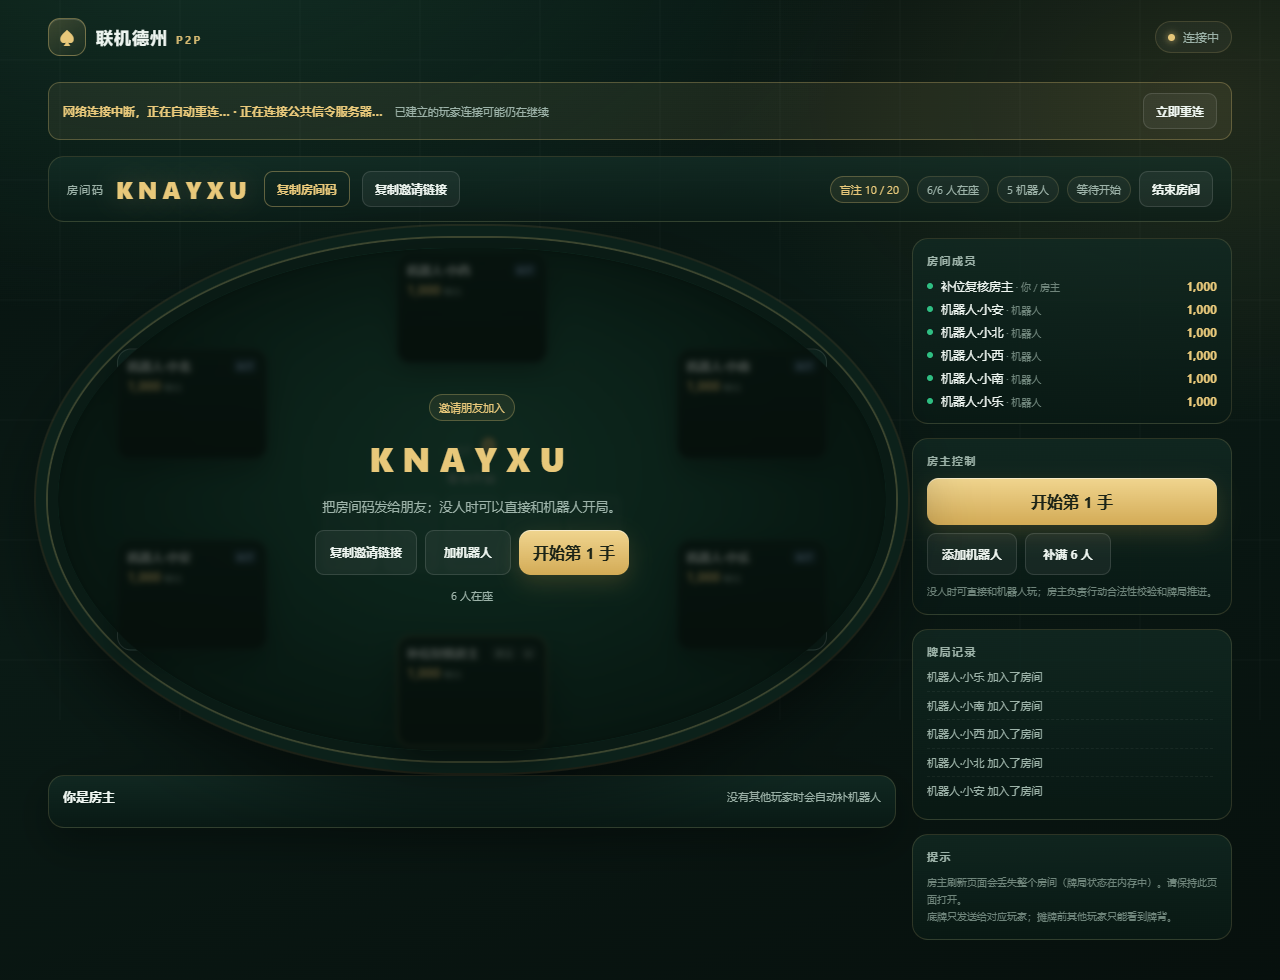 联机德州 P2P
连接中
网络连接中断，正在自动重连... · 正在连接公共信令服务器... 已建立的玩家连接可能仍在继续
立即重连
房间码 KNAYXU 复制房间码 复制邀请链接
盲注 10 / 20 6/6 人在座 5 机器人 等待开始 结束房间
邀请朋友加入
KNAYXU
把房间码发给朋友；没人时可以直接和机器人开局。
复制邀请链接 加机器人 开始第 1 手
6 人在座
你是房主 没有其他玩家时会自动补机器人
房间成员
补位复核房主 · 你 / 房主 1,000
机器人·小安 · 机器人 1,000
机器人·小北 · 机器人 1,000
机器人·小西 · 机器人 1,000
机器人·小南 · 机器人 1,000
机器人·小乐 · 机器人 1,000
房主控制
开始第 1 手
添加机器人 补满 6 人
没人时可直接和机器人玩；房主负责行动合法性校验和牌局推进。
牌局记录
机器人·小乐 加入了房间
机器人·小南 加入了房间
机器人·小西 加入了房间
机器人·小北 加入了房间
机器人·小安 加入了房间
提示
房主刷新页面会丢失整个房间（牌局状态在内存中）。请保持此页
面打开。
底牌只发送给对应玩家；摊牌前其他玩家只能看到牌背。